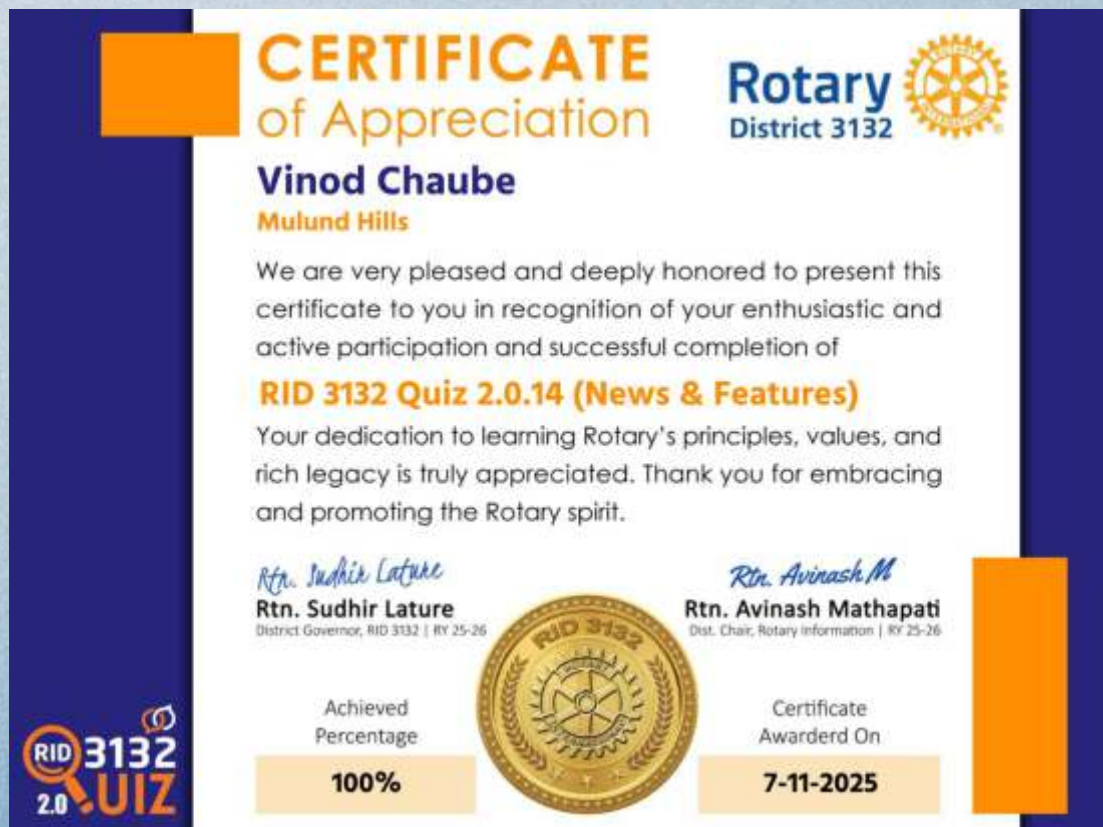 CERTIFICATE
of Appreciation
Rotary
District 3132
Vinod Chaube
Mulund Hills
We are very pleased and deeply honored to present this
certificate to you in recognition of your enthusiastic and
active participation and successful completion of
RID 3132 Quiz 2.0.14 (News & Features)
Your dedication to learning Rotary's principles, values, and
rich legacy is truly appreciated. Thank you for embracing
and promoting the Rotary spirit.
Rtn. Sudhir Lature
Rtn. Sudhir Lature
District Governor, RID 3132 | RY 25-26
Rtn. Avinash M
Rtn. Avinash Mathapati
Dist. Chair, Rotary Information | RY 25-26
RID 3132
ROTARY
INTERNATIONAL
Achieved
Percentage
100%
Certificate
Awarderd On
7-11-2025
RID 3132
2.0 QUIZ